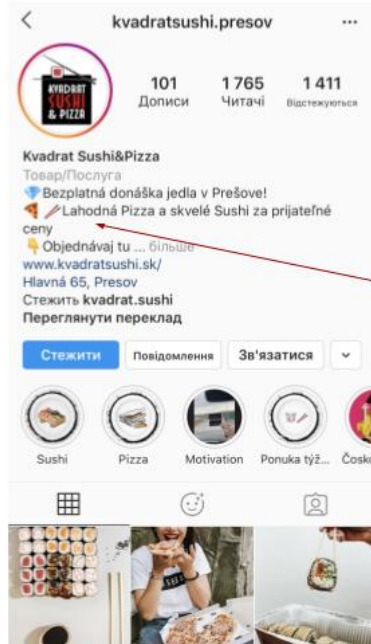 kvadratsushi.presov
KVADRAT
SUSHI
& PIZZA
101
1 765
1 411
Дописи
Читачі
Відстежуються
Kvadrat Sushi&Pizza
Товар/Послуга
💎Bezplatná donáška jedla v Prešove!
🍕🥢Lahodná Pizza a skvelé Sushi za prijateľné
ceny
👇Objednávaj tu ... більше
www.kvadratsushi.sk/
Hlavná 65, Presov
Стежить kvadrat.sushi
Переглянути переклад
Стежити
Повідомлення
Зв'язатися
Sushi
Pizza
Motivation
Ponuka týž...
Česko